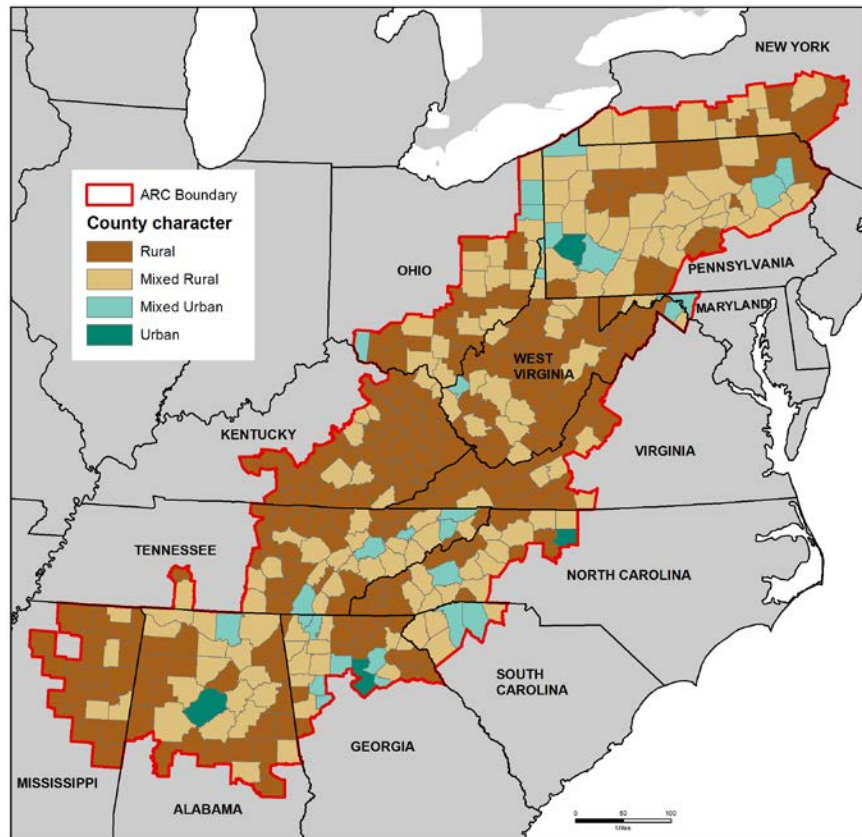 NEW YORK
ARC Boundary
County character
Rural
Mixed Rural
Mixed Urban
Urban
OHIO
PENNSYLVANIA
MARYLAND
WEST
VIRGINIA
KENTUCKY
VIRGINIA
TENNESSEE
NORTH CAROLINA
SOUTH
CAROLINA
GEORGIA
MISSISSIPPI
ALABAMA
0 50 100
Miles